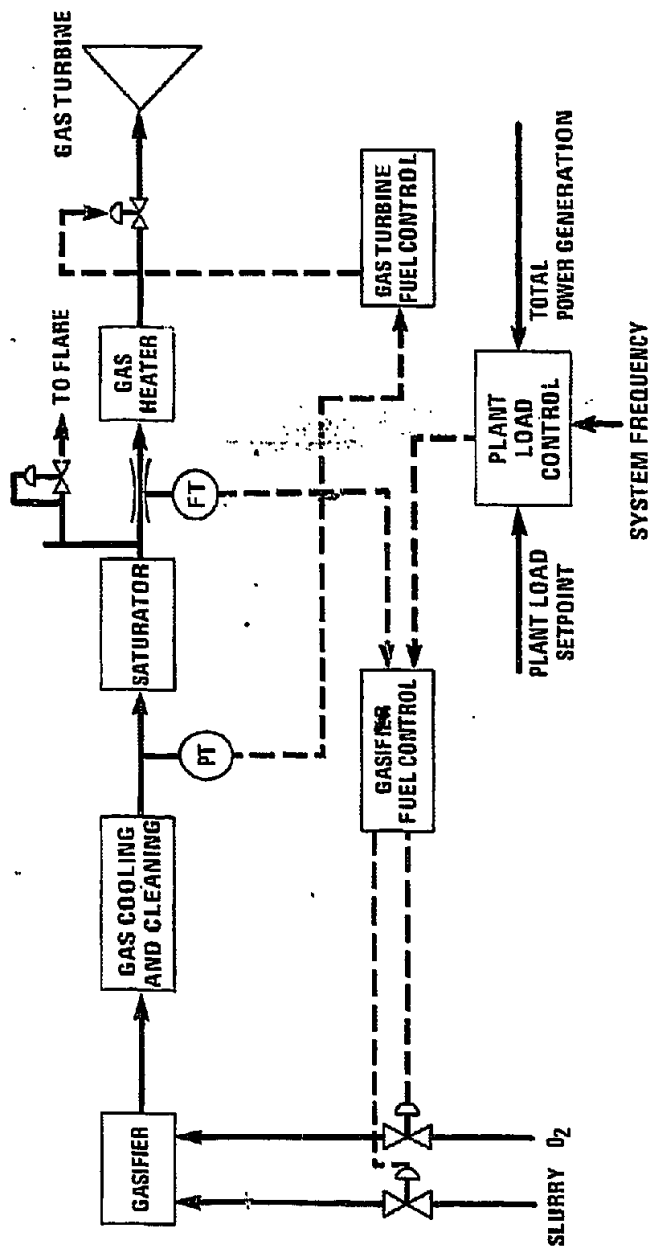 GASIFIER
GAS COOLING
AND CLEANING
PT
SATURATOR
TO FLARE
FT
GAS
HEATER
GAS TURBINE
GAS TURBINE
FUEL CONTROL
GASIFIER
FUEL CONTROL
PLANT
LOAD
CONTROL
PLANT LOAD
SETPOINT
TOTAL
POWER GENERATION
SYSTEM FREQUENCY
SLURRY
O2